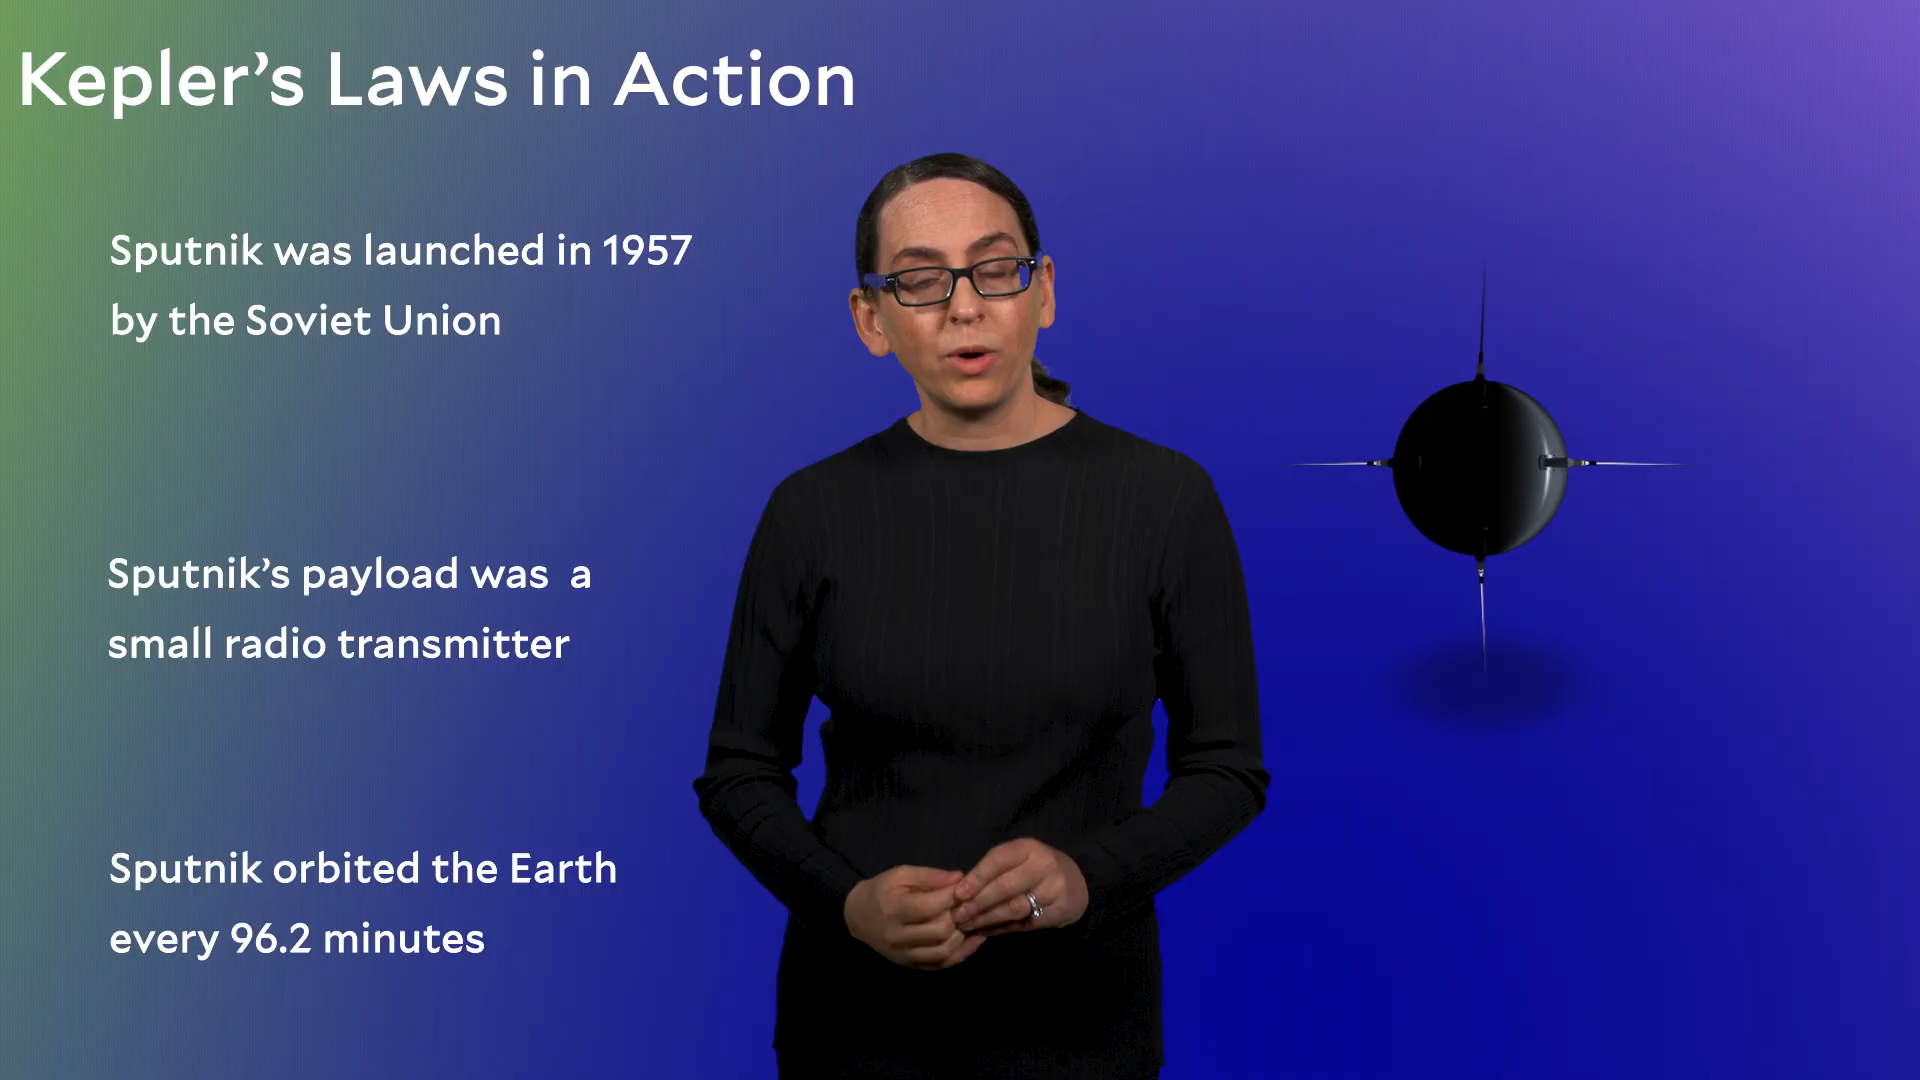 Kepler’s Laws in Action
Sputnik was launched in 1957
by the Soviet Union
Sputnik’s payload was  a
small radio transmitter
Sputnik orbited the Earth
every 96.2 minutes